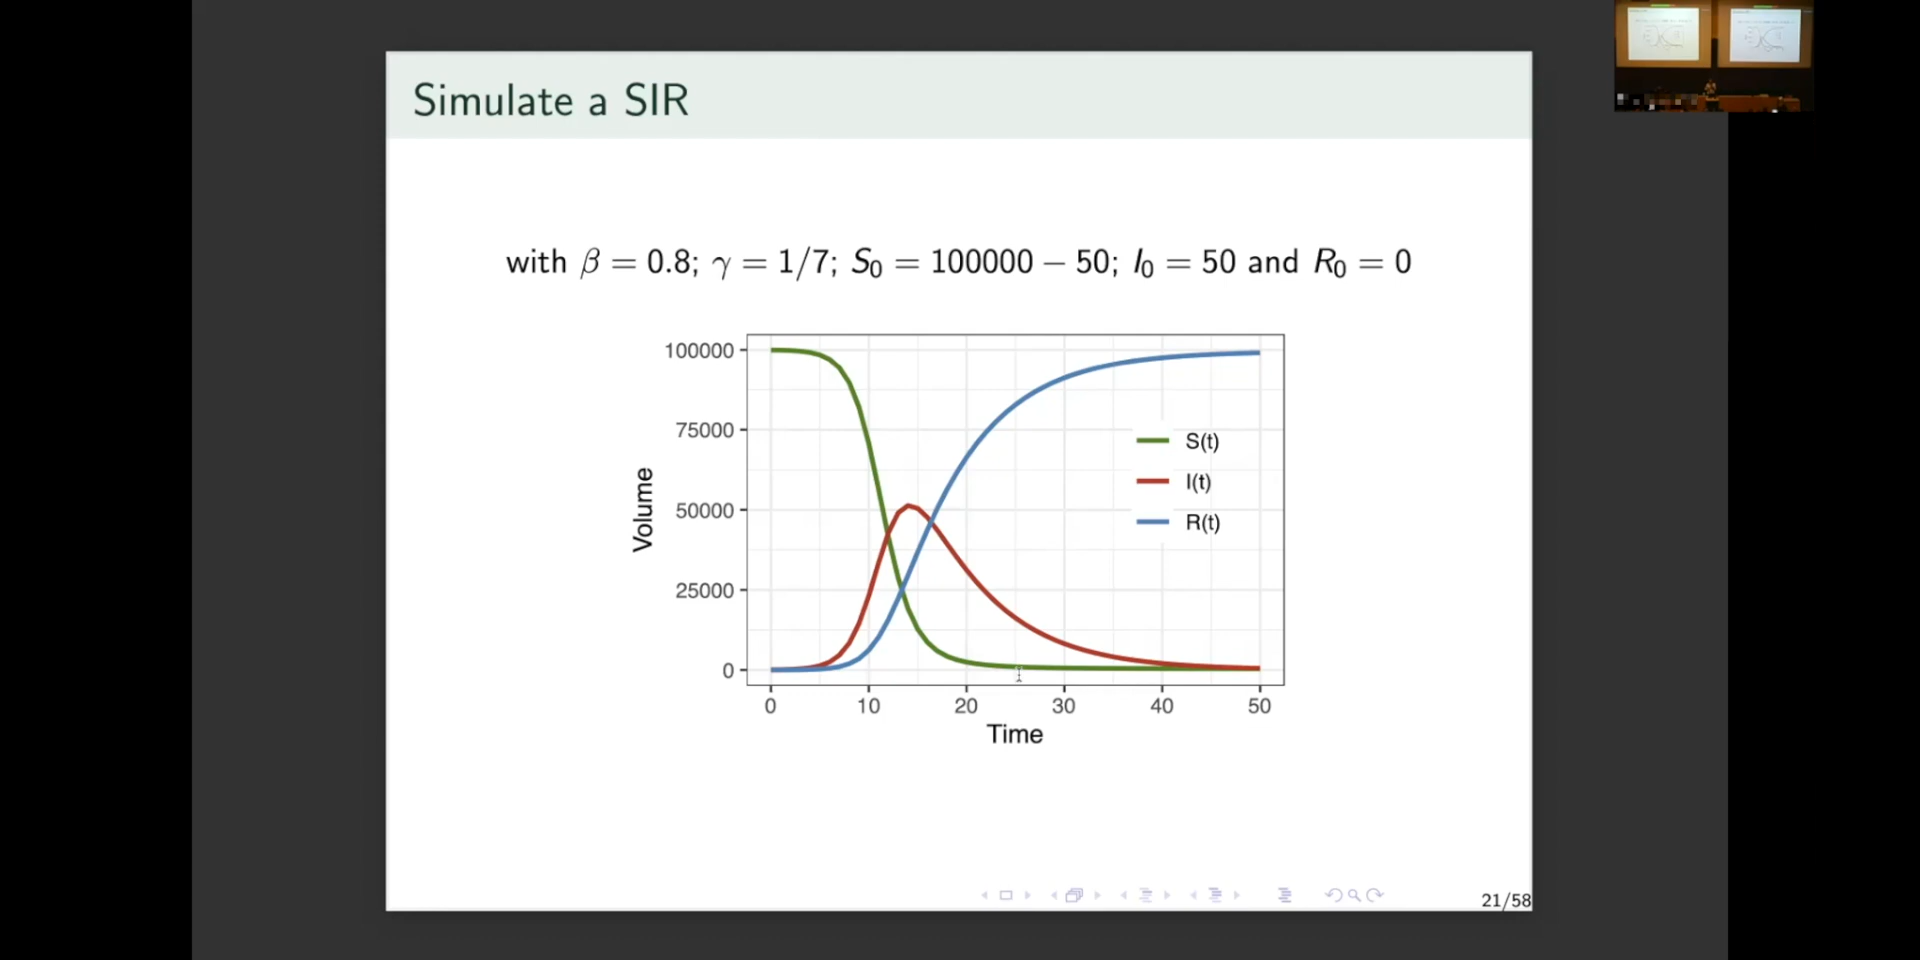 Simulate a SIR
with β = 0.8; γ = 1/7; S₀ = 100000 − 50; I₀ = 50 and R₀ = 0
100000
75000
50000
25000
0
Volume
S(t)
I(t)
R(t)
0 10 20 30 40 50
Time
21/58